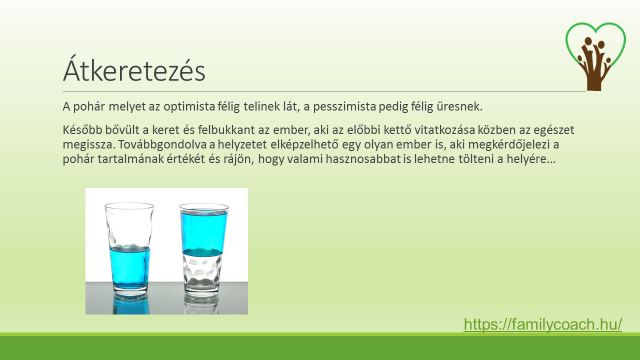 Átkeretezés
A pohár melyet az optimista félig telinek lát, a pesszimista pedig félig üresnek.
Később bővült a keret és felbukkant az ember, aki az előbbi kettő vitatkozása közben az egészet
megissza. Továbbgondolva a helyzetet elképzelhető egy olyan ember is, aki megkérdőjelezi a
pohár tartalmának értékét és rájön, hogy valami hasznosabbat is lehetne tölteni a helyére…
https://familycoach.hu/